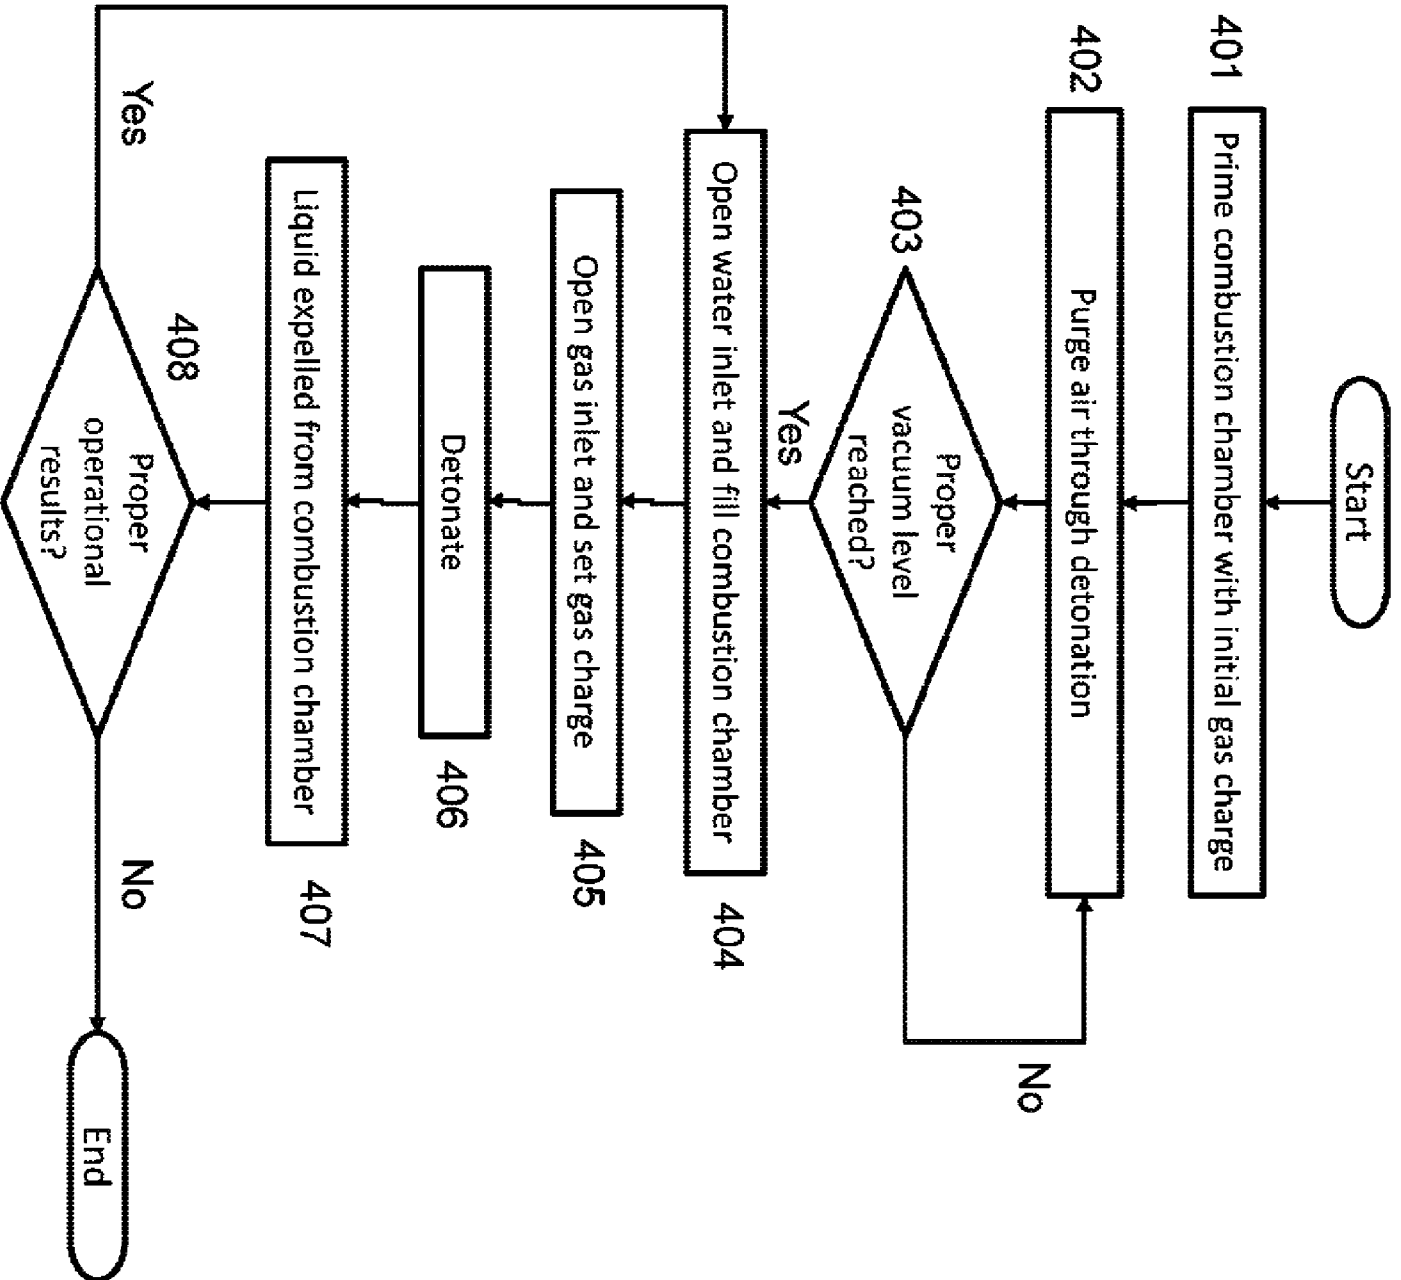 Start
401
Prime combustion chamber with initial gas charge
402
Purge air through detonation
No
403
Proper
vacuum level
reached?
Yes
Open water inlet and fill combustion chamber
404
Open gas inlet and set gas charge
405
Detonate
406
Liquid expelled from combustion chamber
407
408
Proper
operational
results?
Yes
No
End